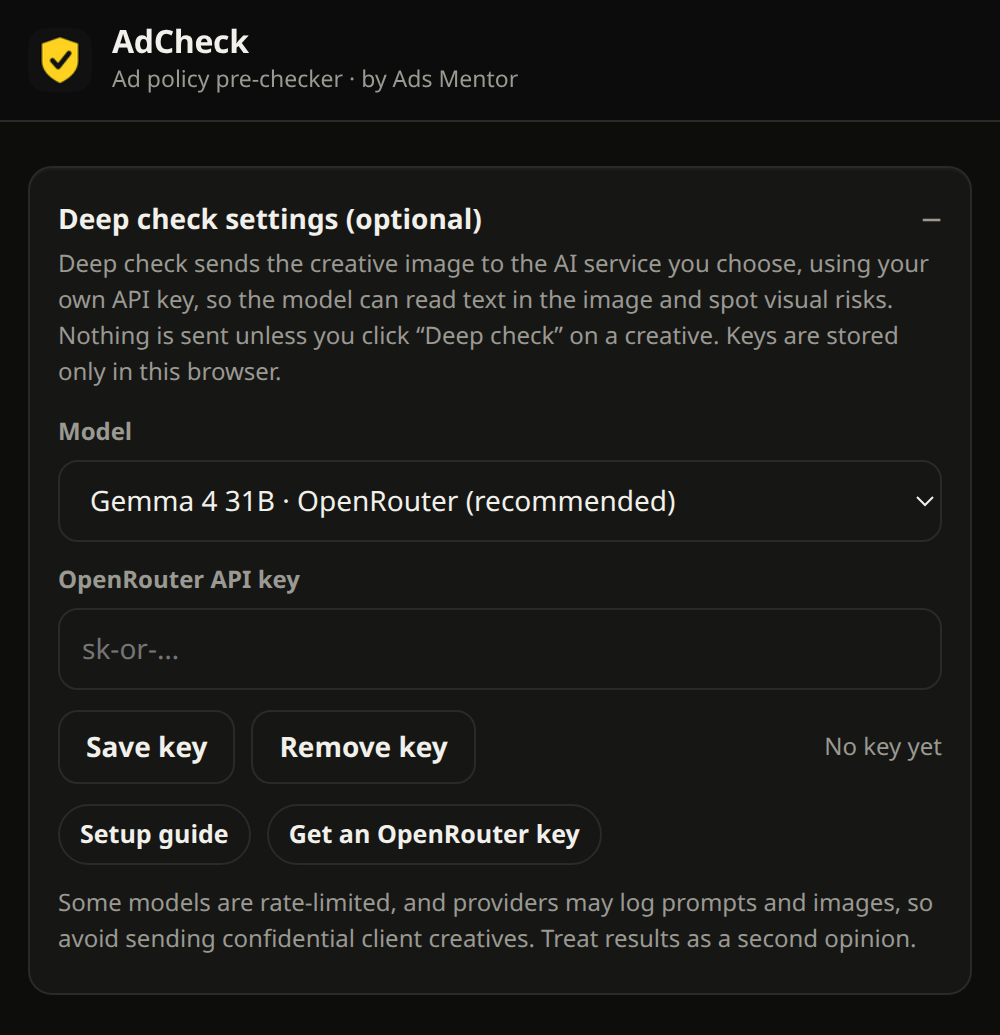 AdCheck
Ad policy pre-checker · by Ads Mentor
Deep check settings (optional)
Deep check sends the creative image to the AI service you choose, using your
own API key, so the model can read text in the image and spot visual risks.
Nothing is sent unless you click “Deep check” on a creative. Keys are stored
only in this browser.
Model
Gemma 4 31B · OpenRouter (recommended)
OpenRouter API key
sk-or-...
Save key
Remove key
No key yet
Setup guide
Get an OpenRouter key
Some models are rate-limited, and providers may log prompts and images, so
avoid sending confidential client creatives. Treat results as a second opinion.